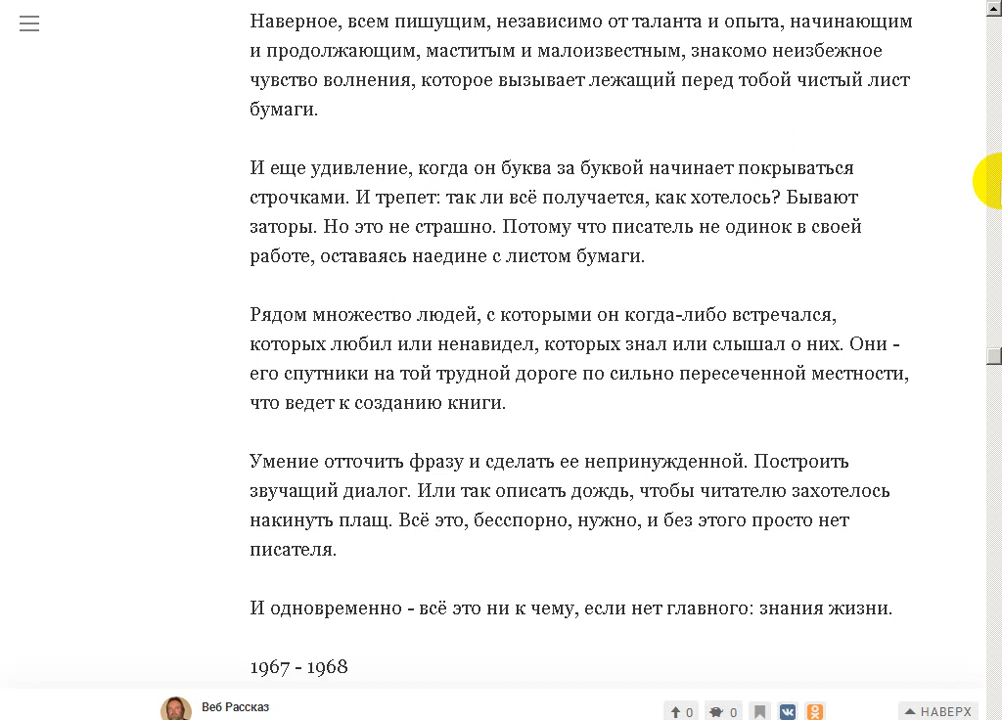 Наверное, всем пишущим, независимо от таланта и опыта, начинающим
и продолжающим, маститым и малоизвестным, знакомо неизбежное
чувство волнения, которое вызывает лежащий перед тобой чистый лист
бумаги.
И еще удивление, когда он буква за буквой начинает покрываться
строчками. И трепет: так ли всё получается, как хотелось? Бывают
заторы. Но это не страшно. Потому что писатель не одинок в своей
работе, оставаясь наедине с листом бумаги.
Рядом множество людей, с которыми он когда-либо встречался,
которых любил или ненавидел, которых знал или слышал о них. Они -
его спутники на той трудной дороге по сильно пересеченной местности,
что ведет к созданию книги.
Умение отточить фразу и сделать ее непринужденной. Построить
звучащий диалог. Или так описать дождь, чтобы читателю захотелось
накинуть плащ. Всё это, бесспорно, нужно, и без этого просто нет
писателя.
И одновременно - всё это ни к чему, если нет главного: знания жизни.
1967 - 1968
Веб Рассказ
0
0
НАВЕРХ